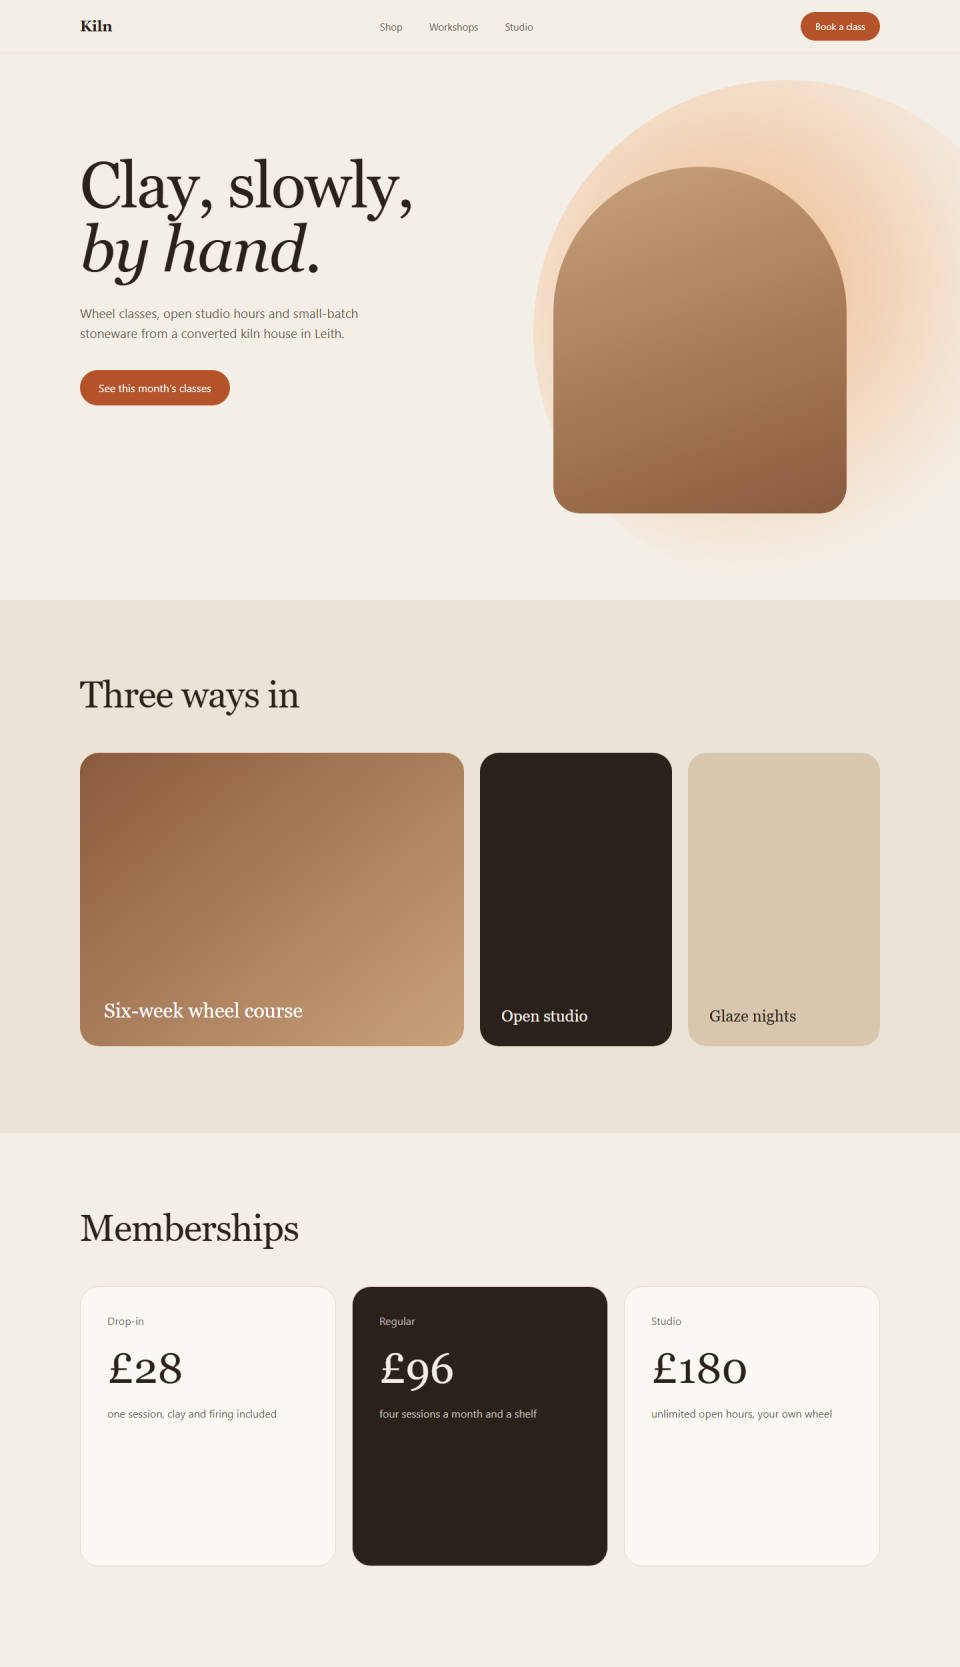 Kiln
Shop
Workshops
Studio
Book a class
Clay, slowly,
by hand.
Wheel classes, open studio hours and small-batch
stoneware from a converted kiln house in Leith.
See this month's classes
Three ways in
Six-week wheel course
Open studio
Glaze nights
Memberships
Drop-in
£28
one session, clay and firing included
Regular
£96
four sessions a month and a shelf
Studio
£180
unlimited open hours, your own wheel